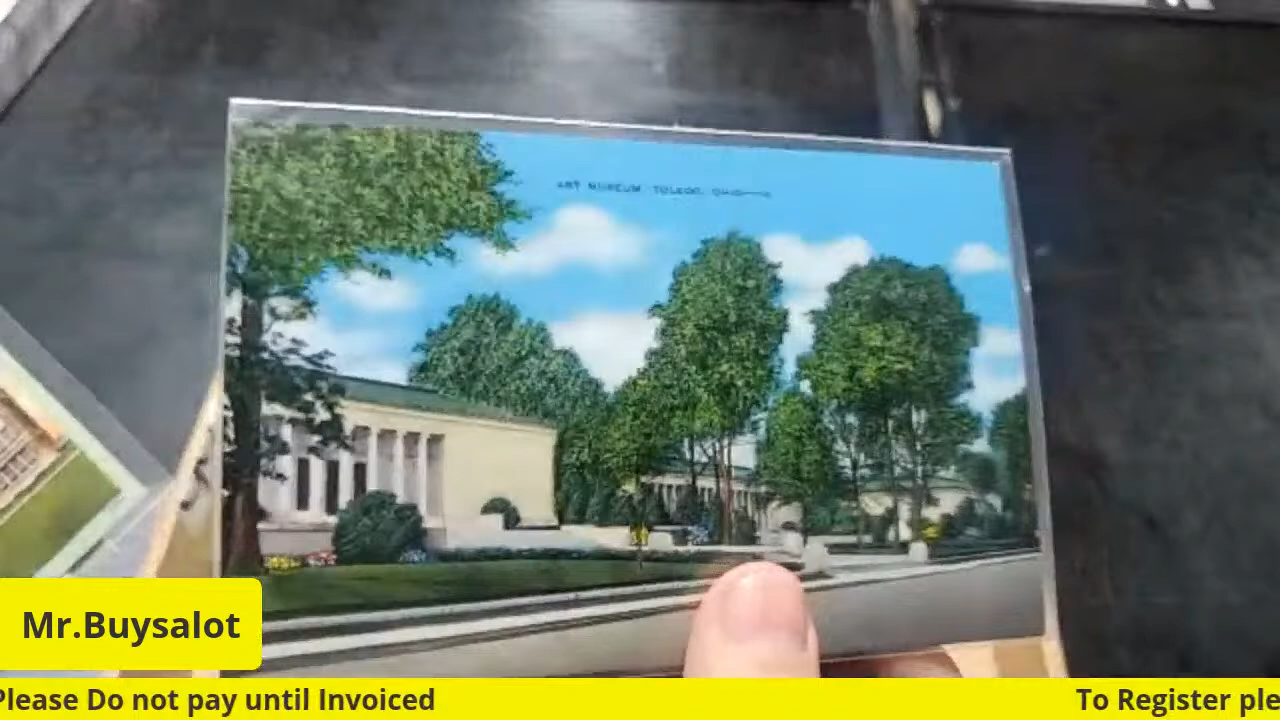 ART MUSEUM, TOLEDO, OHIO
Mr.Buysalot
Please Do not pay until Invoiced
To Register ple